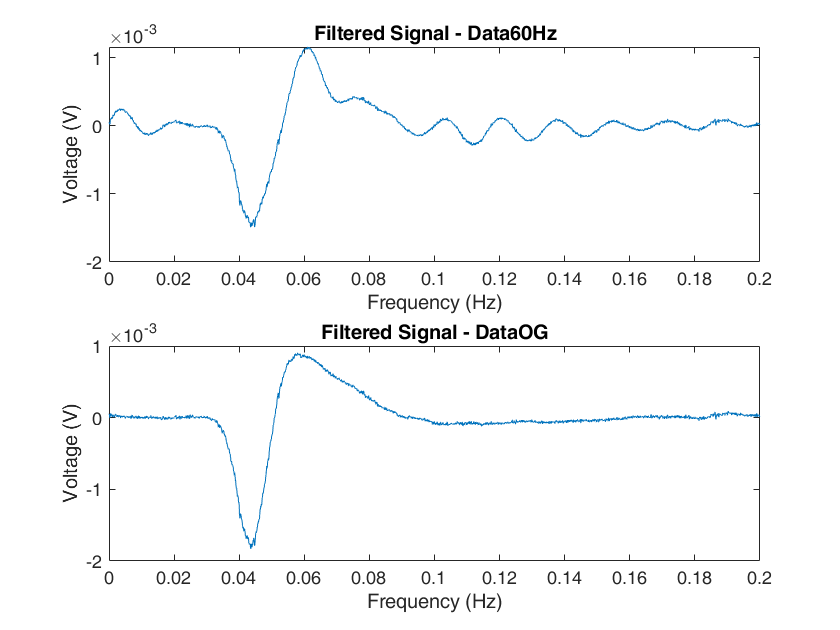 Filtered Signal - Data60Hz
×10-3
1
0
-1
-2
Voltage (V)
0 0.02 0.04 0.06 0.08 0.1 0.12 0.14 0.16 0.18 0.2
Frequency (Hz)
Filtered Signal - DataOG
×10-3
1
0
-1
-2
Voltage (V)
0 0.02 0.04 0.06 0.08 0.1 0.12 0.14 0.16 0.18 0.2
Frequency (Hz)